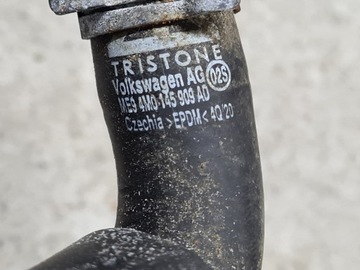 TRISTONE
Volkswagen AG 02S
ME9 4M0·145 909 AD
Czechia >EPDM< 4Q'20